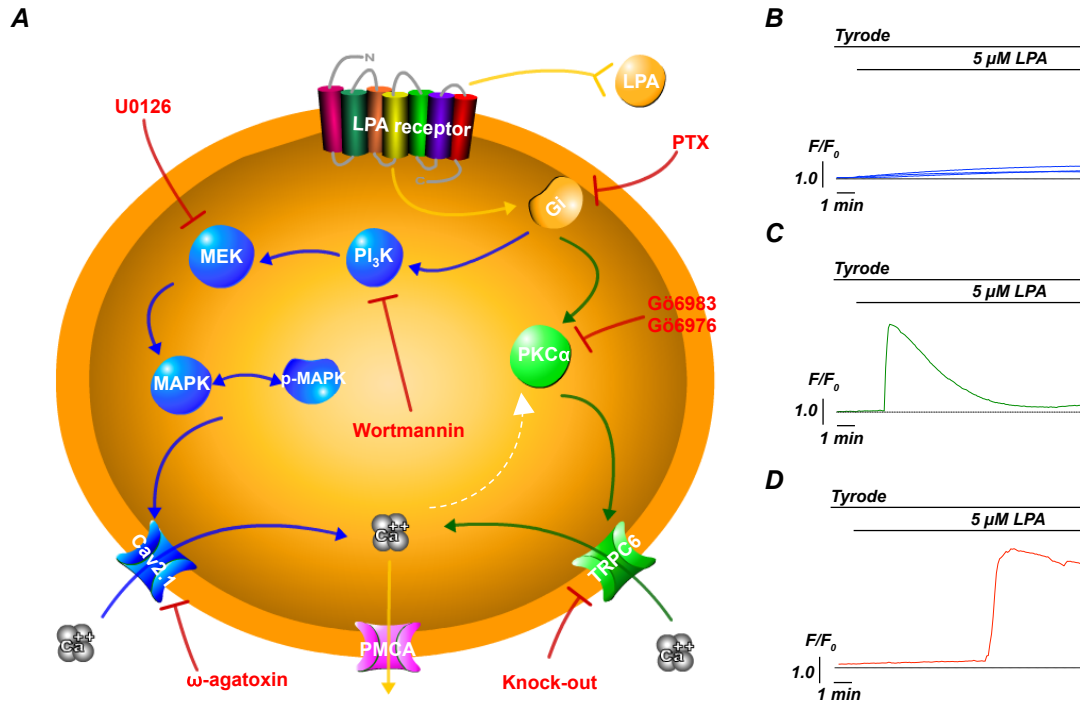 A
N
LPA
U0126
LPA receptor
PTX
Gi
MEK
PI3K
Gö6983
Gö6976
PKCα
MAPK
p-MAPK
Wortmannin
Ca++
Cav2.1
TRPC6
Ca++
PMCA
Ca++
ω-agatoxin
Knock-out
B
Tyrode
5 µM LPA
F/F0
1.0
1 min
C
Tyrode
5 µM LPA
F/F0
1.0
1 min
D
Tyrode
5 µM LPA
F/F0
1.0
1 min